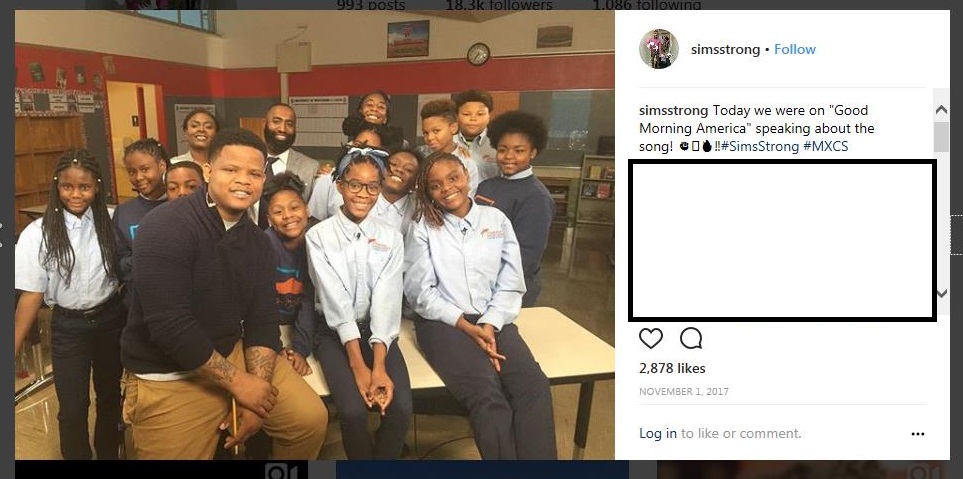 993 posts 18.3k followers 1,086 following
simsstrong • Follow
simsstrong Today we were on "Good
Morning America" speaking about the
song! ‼️#SimsStrong #MXCS
2,878 likes
NOVEMBER 1, 2017
Log in to like or comment.